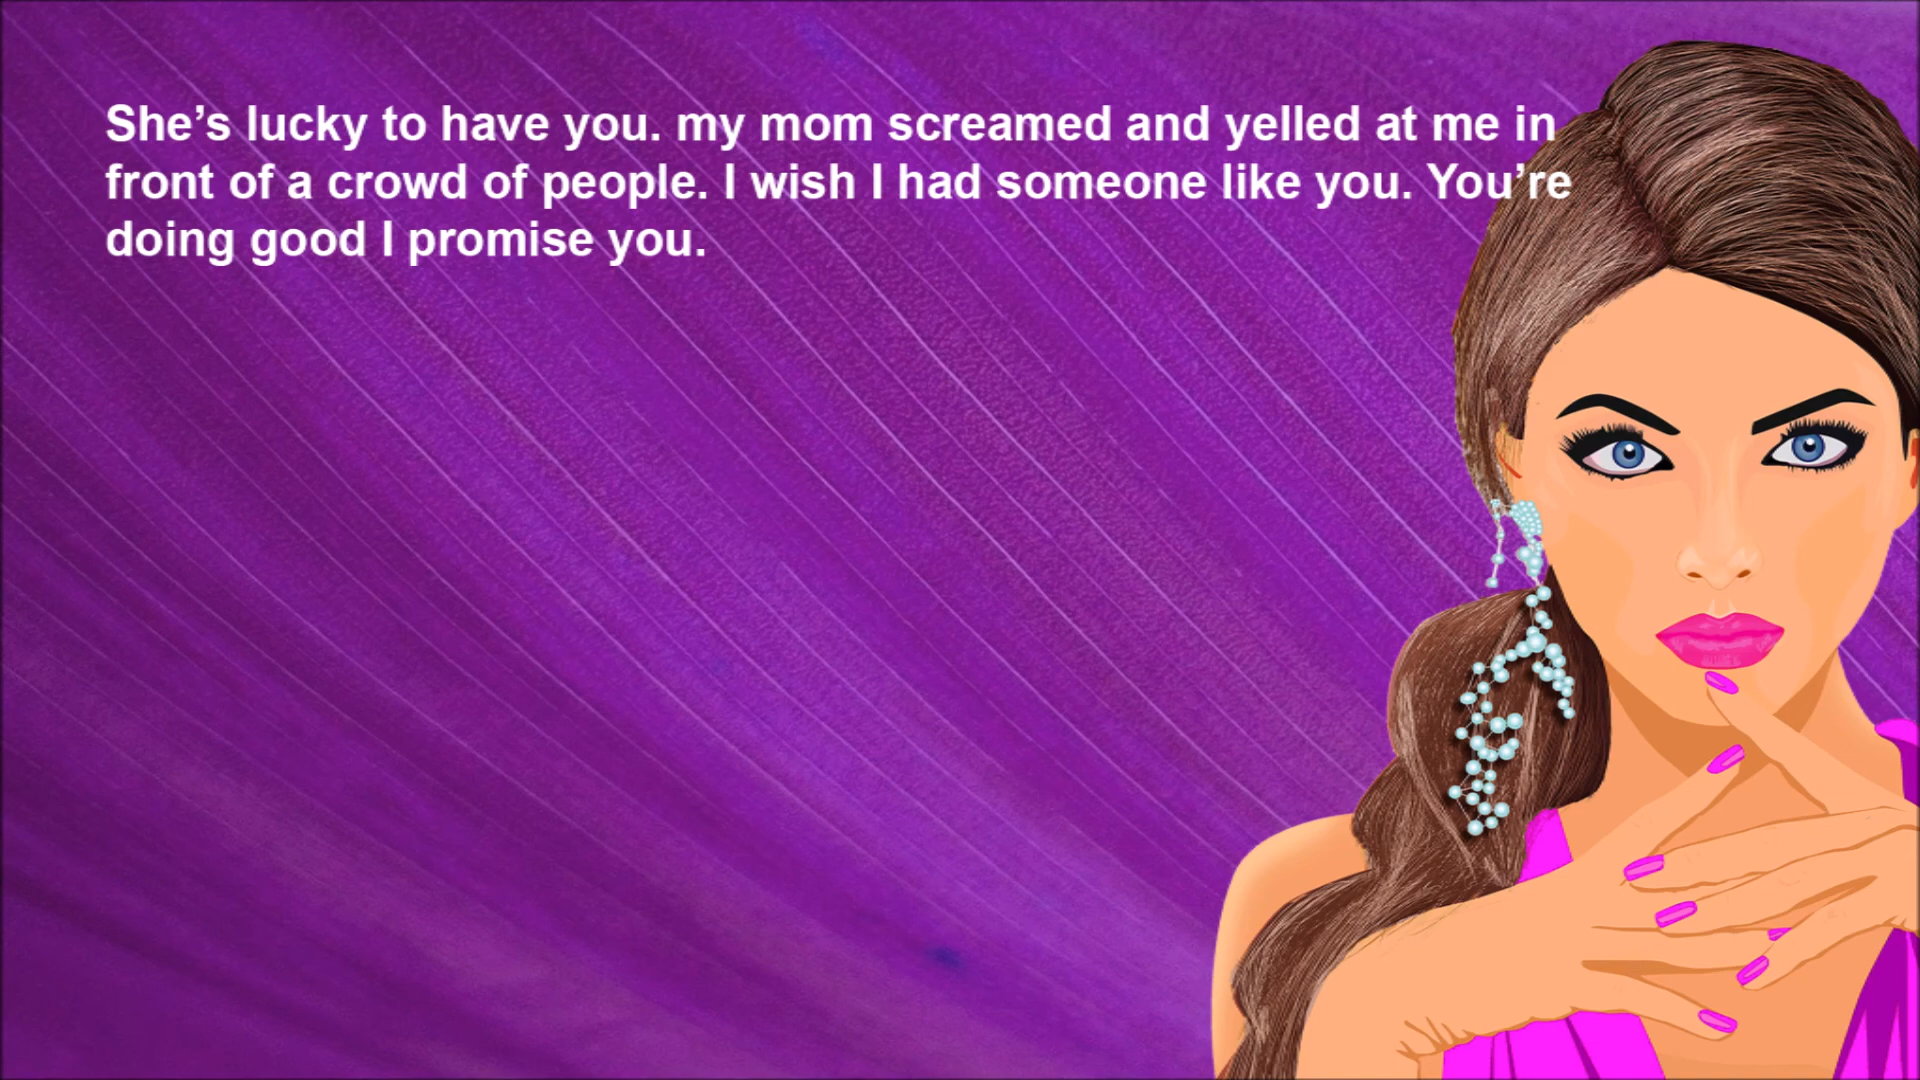 She’s lucky to have you. my mom screamed and yelled at me in
front of a crowd of people. I wish I had someone like you. You’re
doing good I promise you.